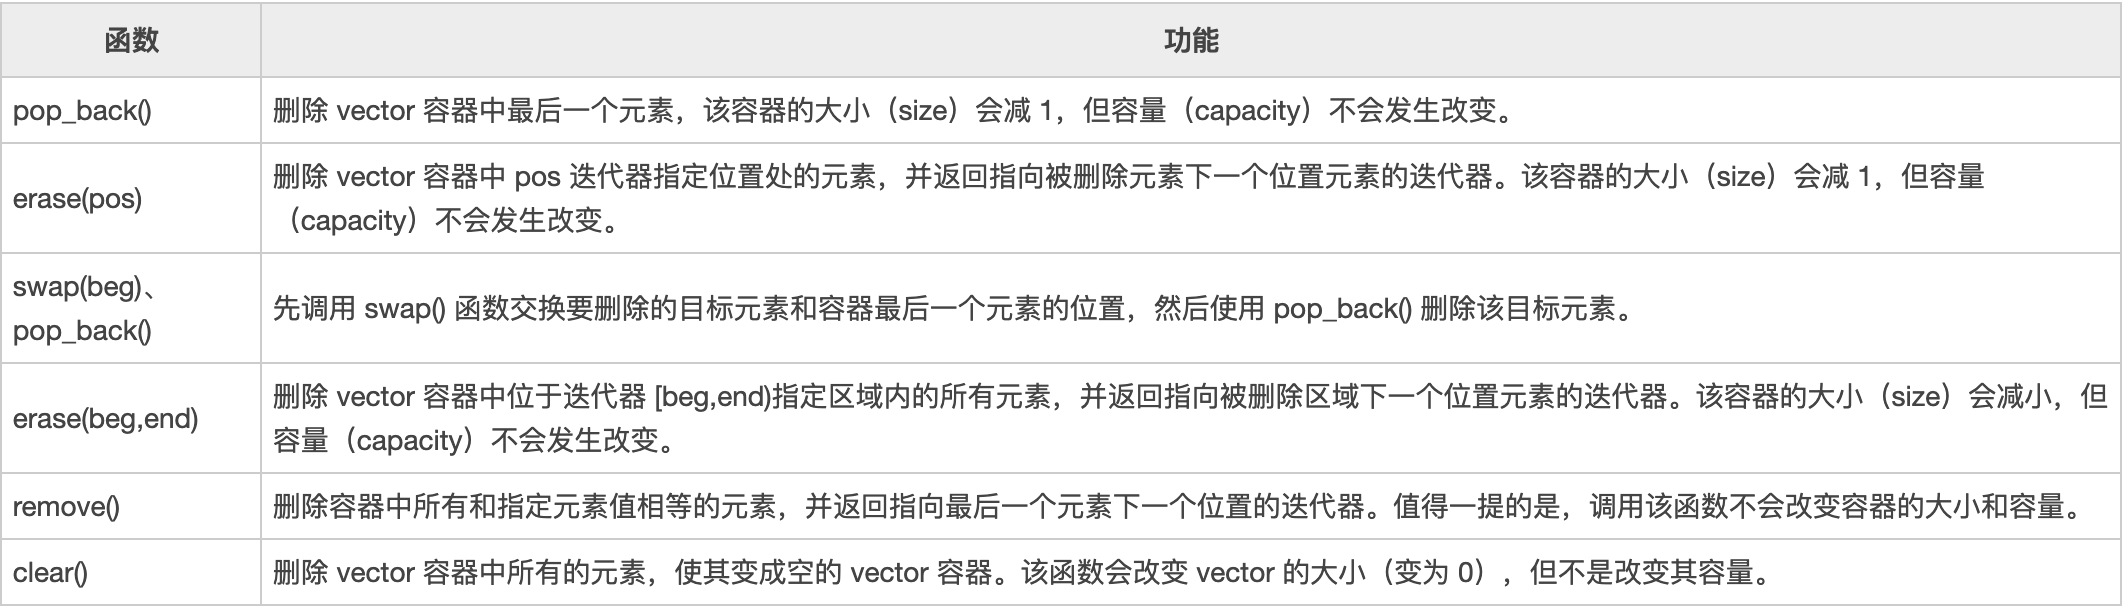 函数
功能
pop_back()
删除 vector 容器中最后一个元素，该容器的大小（size）会减 1，但容量（capacity）不会发生改变。
erase(pos)
删除 vector 容器中 pos 迭代器指定位置处的元素，并返回指向被删除元素下一个位置元素的迭代器。该容器的大小（size）会减 1，但容量
（capacity）不会发生改变。
swap(beg)、
pop_back()
先调用 swap() 函数交换要删除的目标元素和容器最后一个元素的位置，然后使用 pop_back() 删除该目标元素。
erase(beg,end)
删除 vector 容器中位于迭代器 [beg,end)指定区域内的所有元素，并返回指向被删除区域下一个位置元素的迭代器。该容器的大小（size）会减小，但
容量（capacity）不会发生改变。
remove()
删除容器中所有和指定元素值相等的元素，并返回指向最后一个元素下一个位置的迭代器。值得一提的是，调用该函数不会改变容器的大小和容量。
clear()
删除 vector 容器中所有的元素，使其变成空的 vector 容器。该函数会改变 vector 的大小（变为 0），但不是改变其容量。